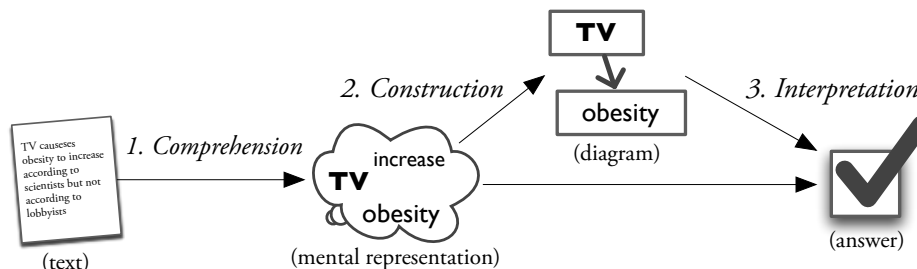 TV causeses
obesity to increase
according to
scientists but not
according to
lobbyists
(text)
1. Comprehension
increase
TV
obesity
(mental representation)
2. Construction
TV
obesity
(diagram)
3. Interpretation
(answer)